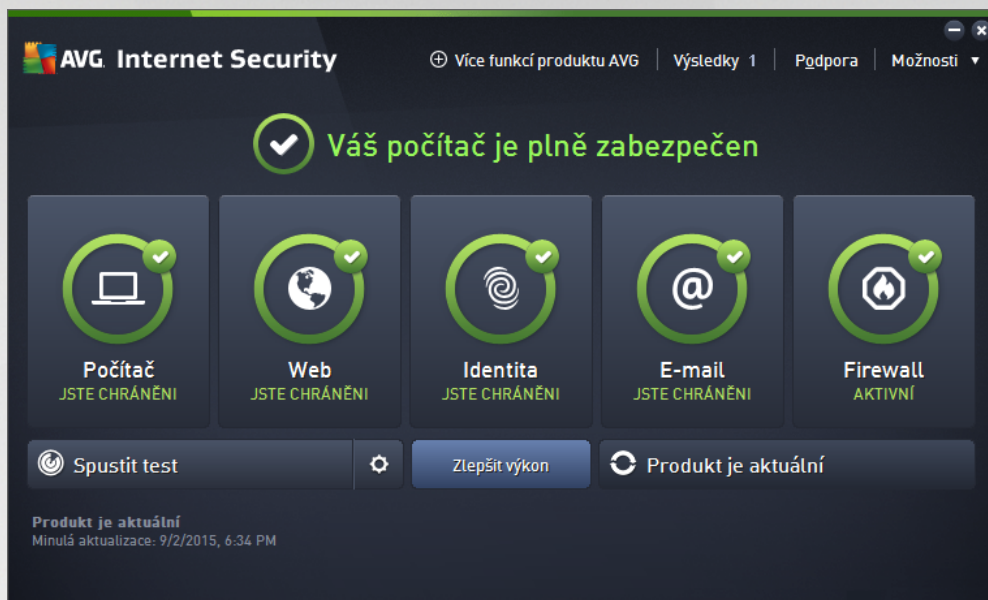 AVG. Internet Security
Více funkcí produktu AVG
Výsledky 1
Podpora
Možnosti
Váš počítač je plně zabezpečen
Počítač
JSTE CHRÁNĚNI
Web
JSTE CHRÁNĚNI
Identita
JSTE CHRÁNĚNI
@
E-mail
JSTE CHRÁNĚNI
Firewall
AKTIVNÍ
Spustit test
Zlepšit výkon
Produkt je aktuální
Produkt je aktuální
Minulá aktualizace: 9/2/2015, 6:34 PM